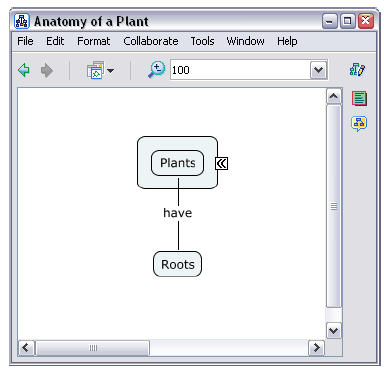 Anatomy of a Plant
File Edit Format Collaborate Tools Window Help
100
Plants
have
Roots